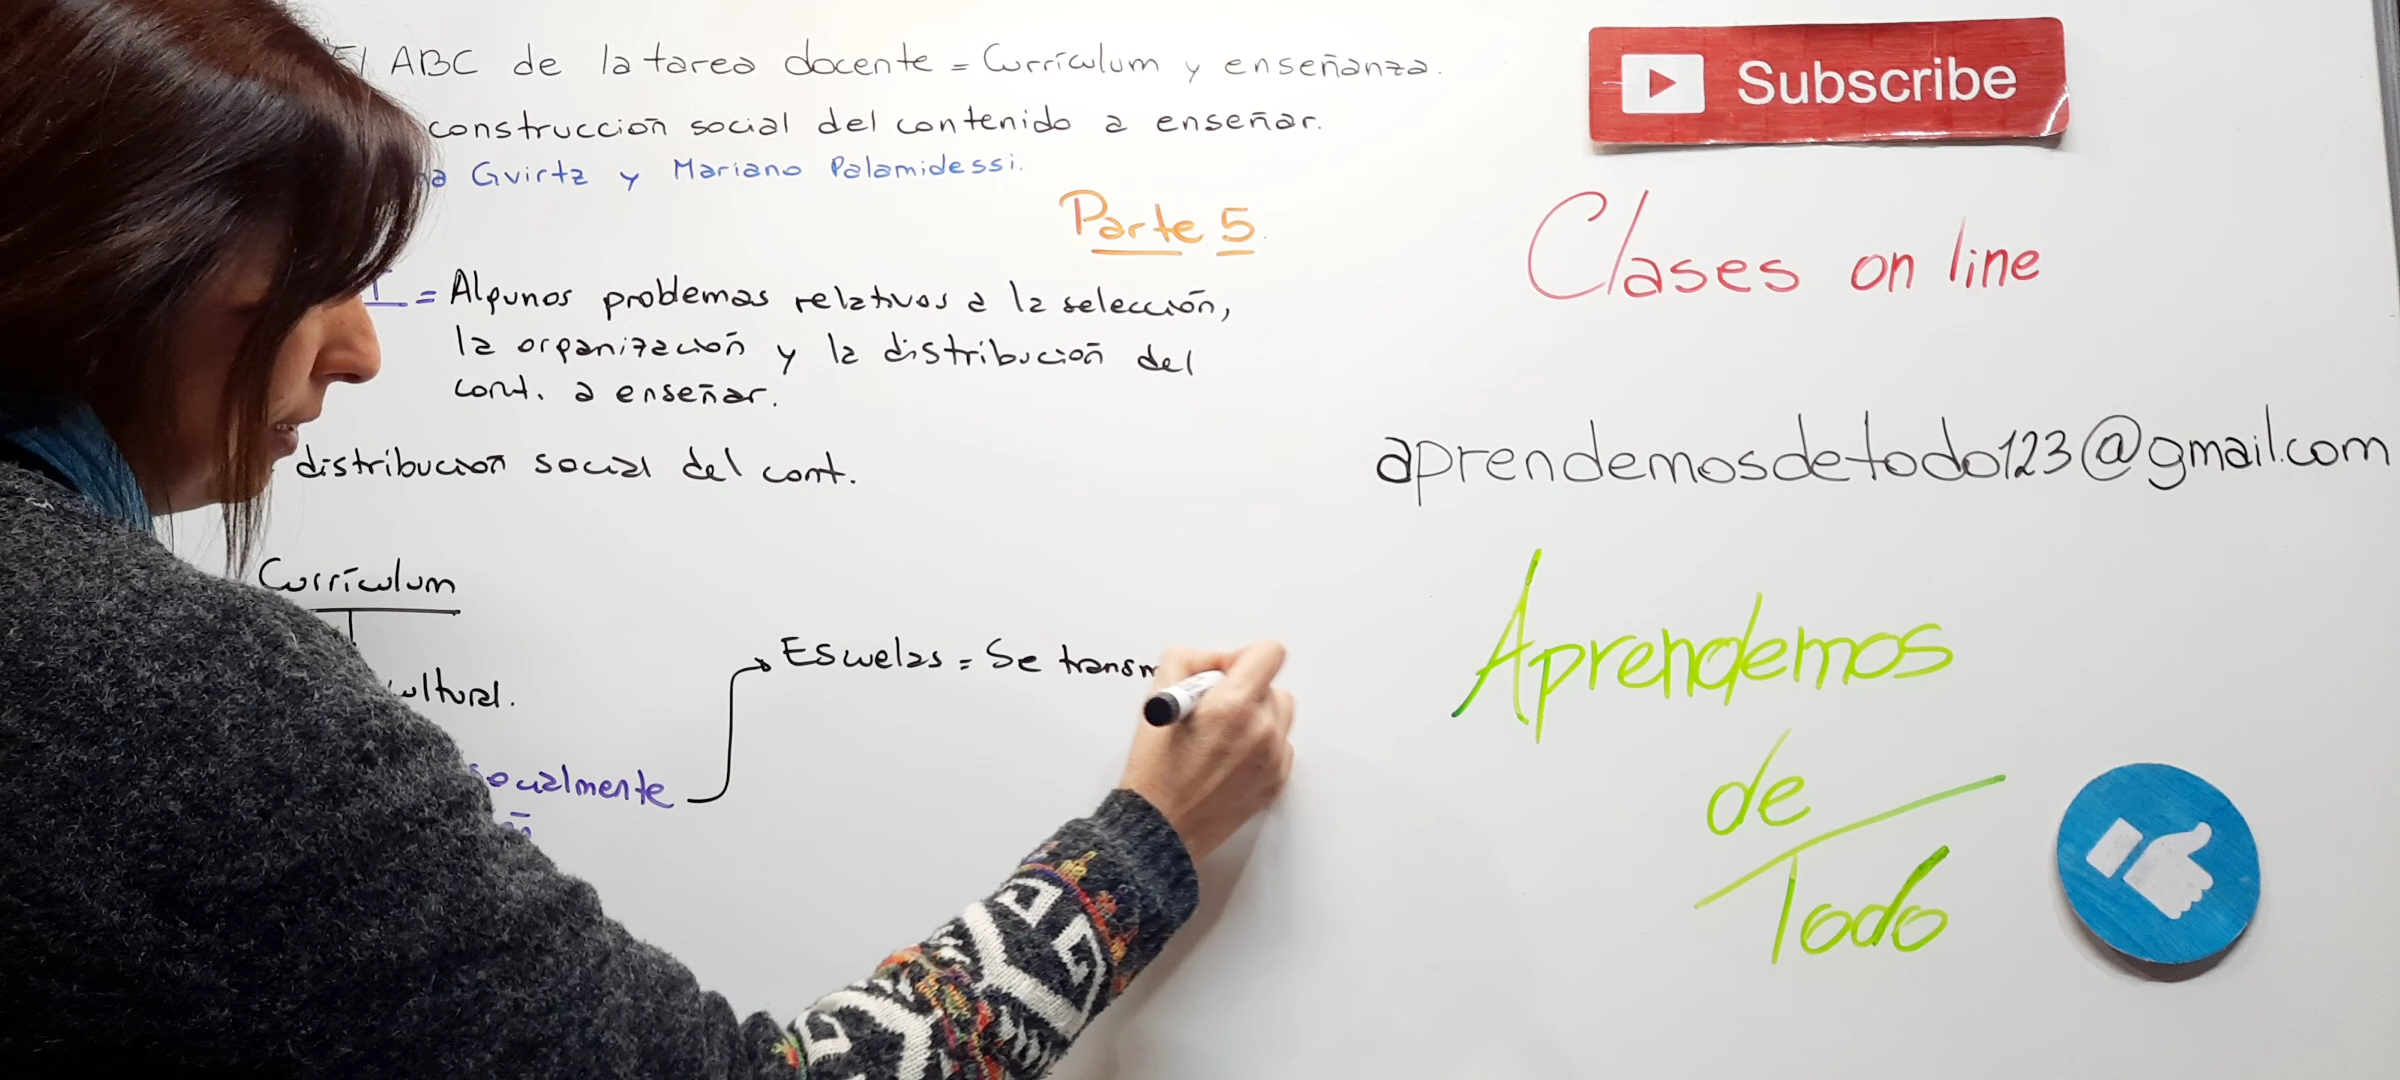 El ABC de la tarea docente = Currículum y enseñanza.
construcción social del contenido a enseñar.
Gvirtz y Mariano Palamidessi.
Parte 5
= Algunos problemas relativos a la selección,
la organización y la distribución del
cont. a enseñar.
distribución social del cont.
Currículum
cultural.
socialmente
Escuelas = Se transm
Subscribe
Clases on line
aprendemosdetodo123@gmail.com
Aprendemos
de
Todo